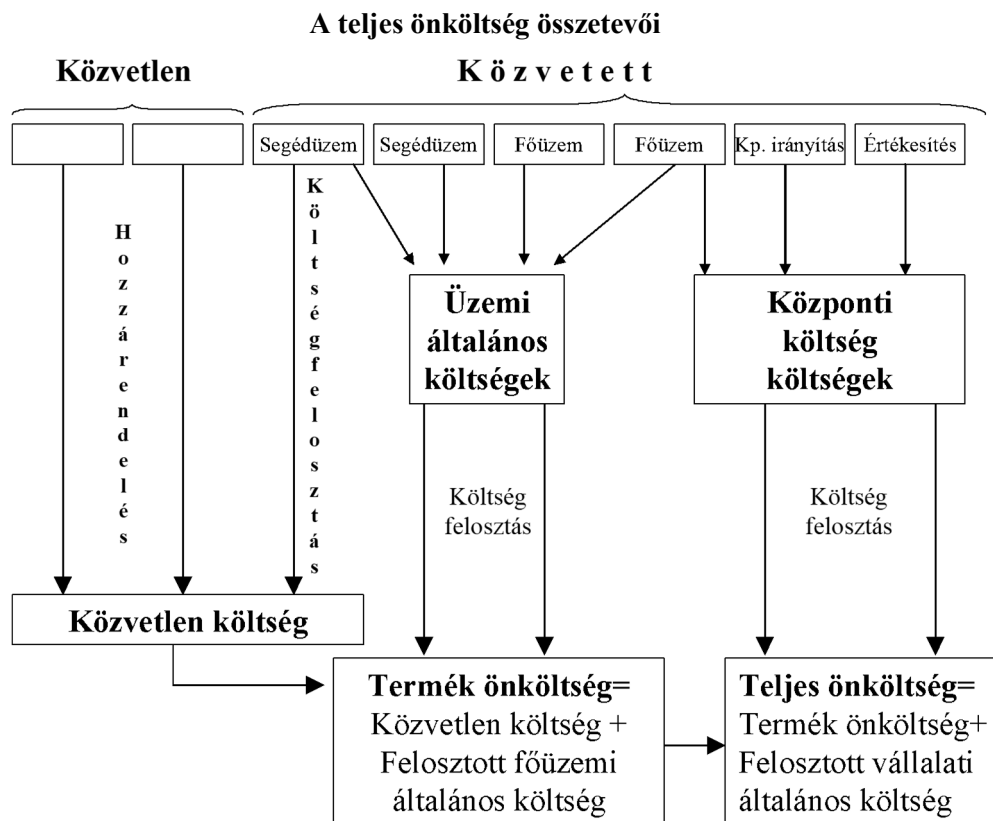 A teljes önköltség összetevői
Közvetlen
K ö z v e t e t t
Segédüzem
Segédüzem
Főüzem
Főüzem
Kp. irányítás
Értékesítés
Hozzárendelés
Költségfelosztás
Üzemi
általános
költségek
Központi
költség
költségek
Költség
felosztás
Költség
felosztás
Közvetlen költség
Termék önköltség=
Közvetlen költség +
Felosztott főüzemi
általános költség
Teljes önköltség=
Termék önköltség+
Felosztott vállalati
általános költség